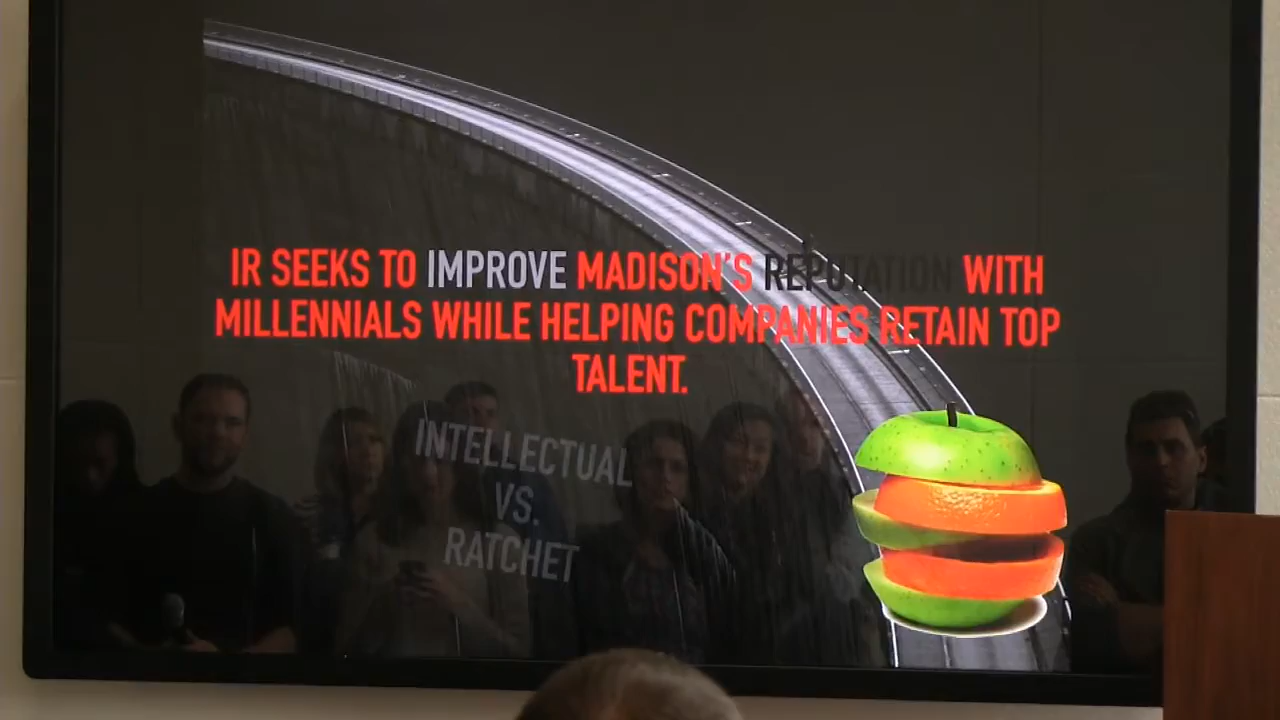 IR SEEKS TO IMPROVE MADISON'S REPUTATION WITH
MILLENNIALS WHILE HELPING COMPANIES RETAIN TOP
TALENT.
INTELLECTUAL
VS.
RATCHET